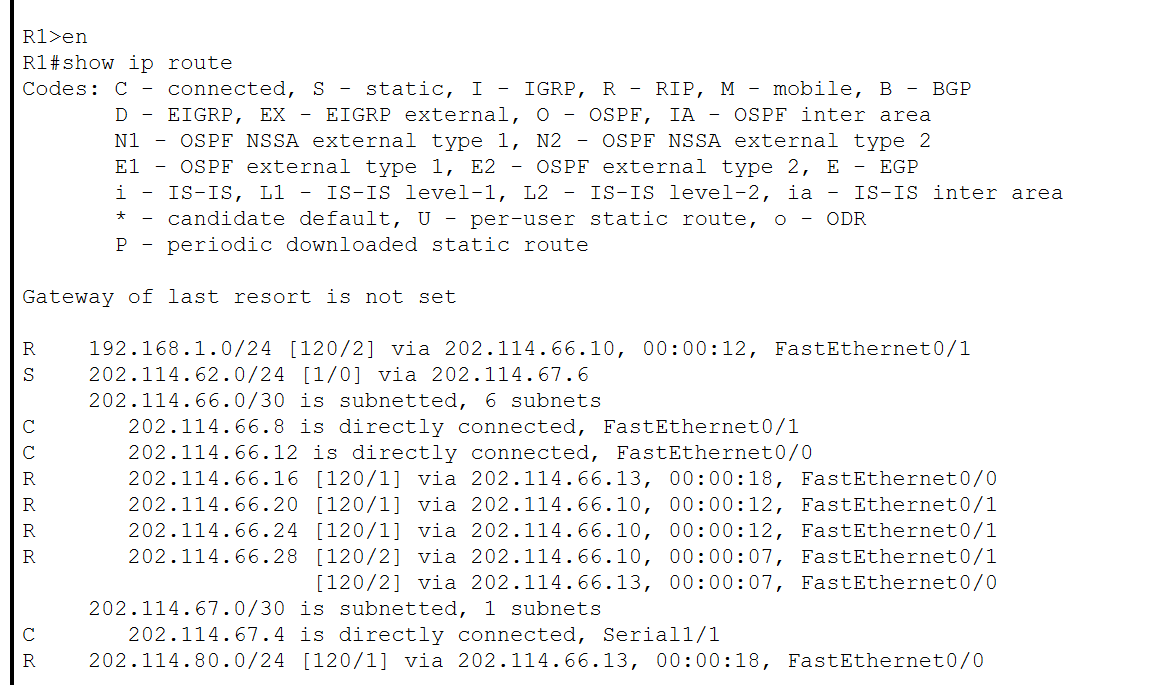 R1>en
R1#show ip route
Codes: C - connected, S - static, I - IGRP, R - RIP, M - mobile, B - BGP
       D - EIGRP, EX - EIGRP external, O - OSPF, IA - OSPF inter area
       N1 - OSPF NSSA external type 1, N2 - OSPF NSSA external type 2
       E1 - OSPF external type 1, E2 - OSPF external type 2, E - EGP
       i - IS-IS, L1 - IS-IS level-1, L2 - IS-IS level-2, ia - IS-IS inter area
       * - candidate default, U - per-user static route, o - ODR
       P - periodic downloaded static route

Gateway of last resort is not set

R    192.168.1.0/24 [120/2] via 202.114.66.10, 00:00:12, FastEthernet0/1
S    202.114.62.0/24 [1/0] via 202.114.67.6
     202.114.66.0/30 is subnetted, 6 subnets
C       202.114.66.8 is directly connected, FastEthernet0/1
C       202.114.66.12 is directly connected, FastEthernet0/0
R       202.114.66.16 [120/1] via 202.114.66.13, 00:00:18, FastEthernet0/0
R       202.114.66.20 [120/1] via 202.114.66.10, 00:00:12, FastEthernet0/1
R       202.114.66.24 [120/1] via 202.114.66.10, 00:00:12, FastEthernet0/1
R       202.114.66.28 [120/2] via 202.114.66.10, 00:00:07, FastEthernet0/1
                      [120/2] via 202.114.66.13, 00:00:07, FastEthernet0/0
     202.114.67.0/30 is subnetted, 1 subnets
C       202.114.67.4 is directly connected, Serial1/1
R    202.114.80.0/24 [120/1] via 202.114.66.13, 00:00:18, FastEthernet0/0